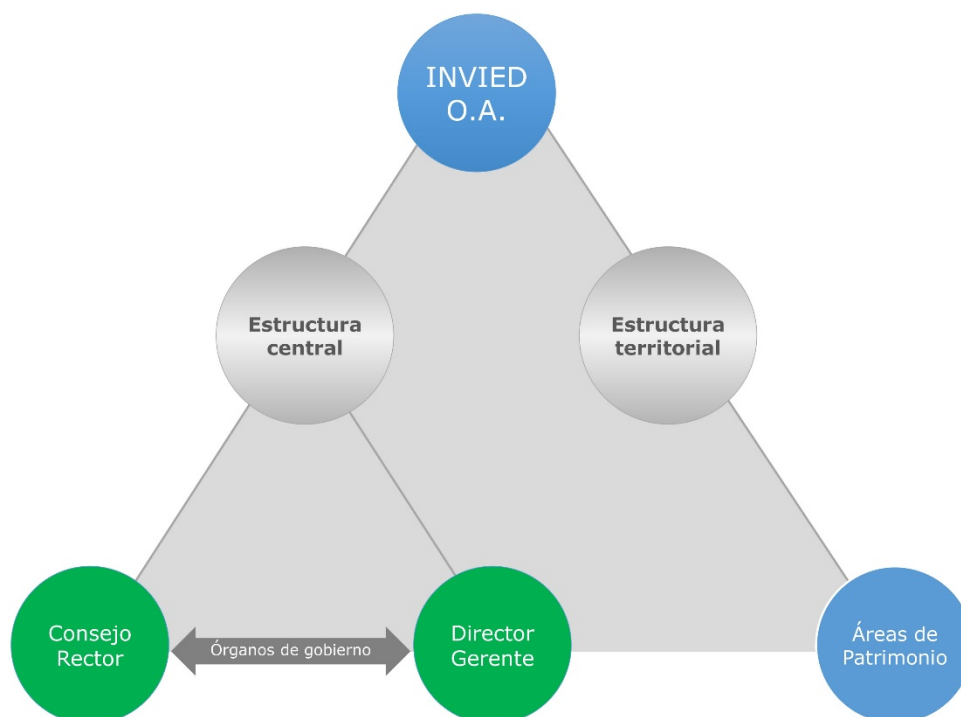 INVIED
O.A.
Estructura
central
Estructura
territorial
Consejo
Rector
Órganos de gobierno
Director
Gerente
Áreas de
Patrimonio